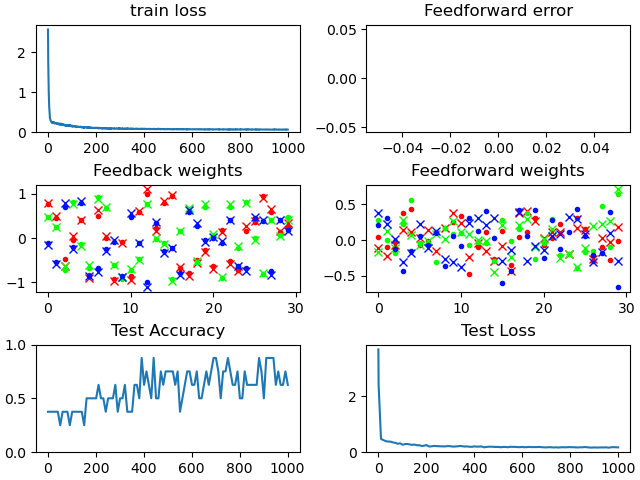 train loss
Feedforward error
2
1
0
0 200 400 600 800 1000
0.05
0.00
−0.05
−0.04 −0.02 0.00 0.02 0.04
Feedback weights
Feedforward weights
1
0
−1
0 10 20 30
0.5
0.0
−0.5
0 10 20 30
Test Accuracy
Test Loss
1.0
0.5
0.0
0 200 400 600 800 1000
2
0
0 200 400 600 800 1000